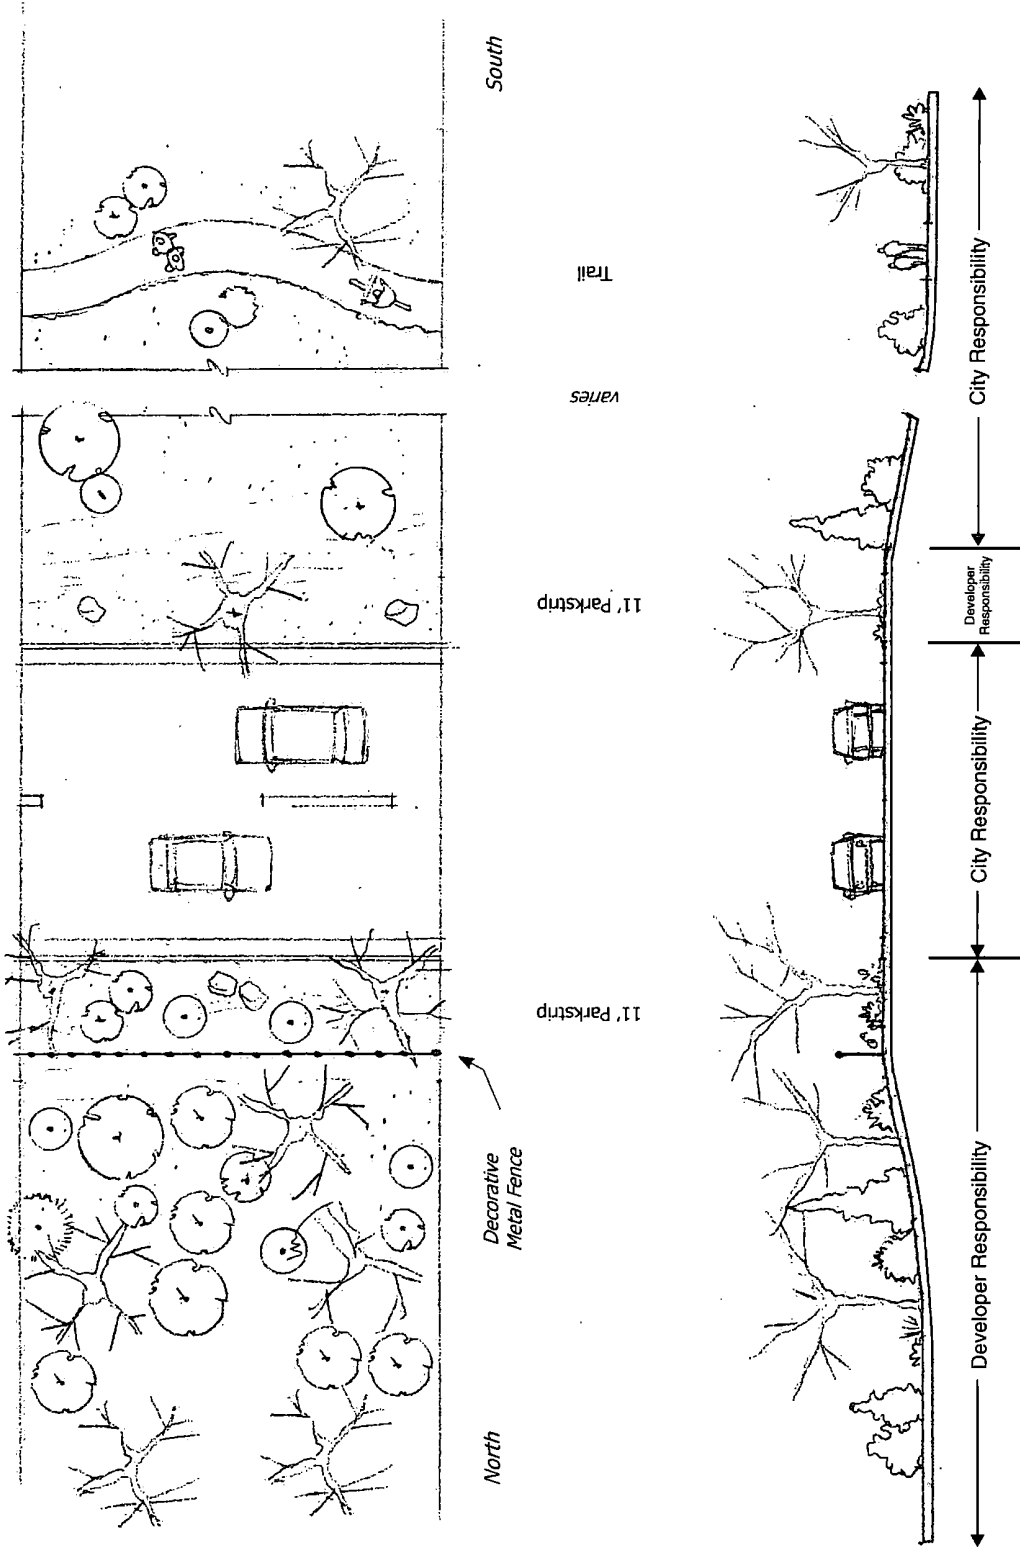 South
Trail
varies
11' Parkstrip
11' Parkstrip
Decorative
Metal Fence
North
City Responsibility
Developer
Responsibility
City Responsibility
Developer Responsibility